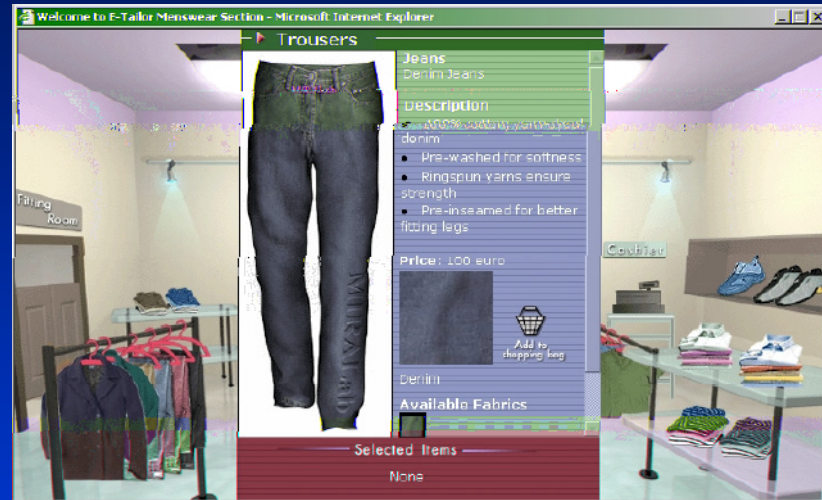 Welcome to E-Tailor Menswear Section - Microsoft Internet Explorer
Trousers
Jeans
Denim Jeans
Description
100% cotton
denim
Pre-washed for softness
Ringspun yarns ensure
strength
Pre-inseamed for better
fitting legs
Price: 100 euro
Add to
shopping bag
Denim
Available Fabrics
Selected Items
None
Fitting
Room
Cashier